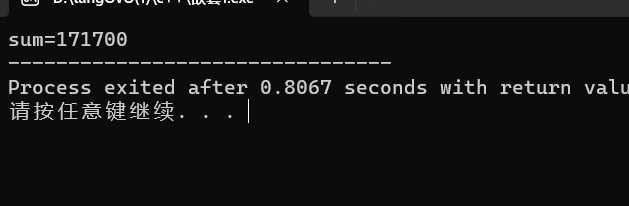 sum=171700
--------------------------------
Process exited after 0.8067 seconds with return valu
请按任意键继续. . .